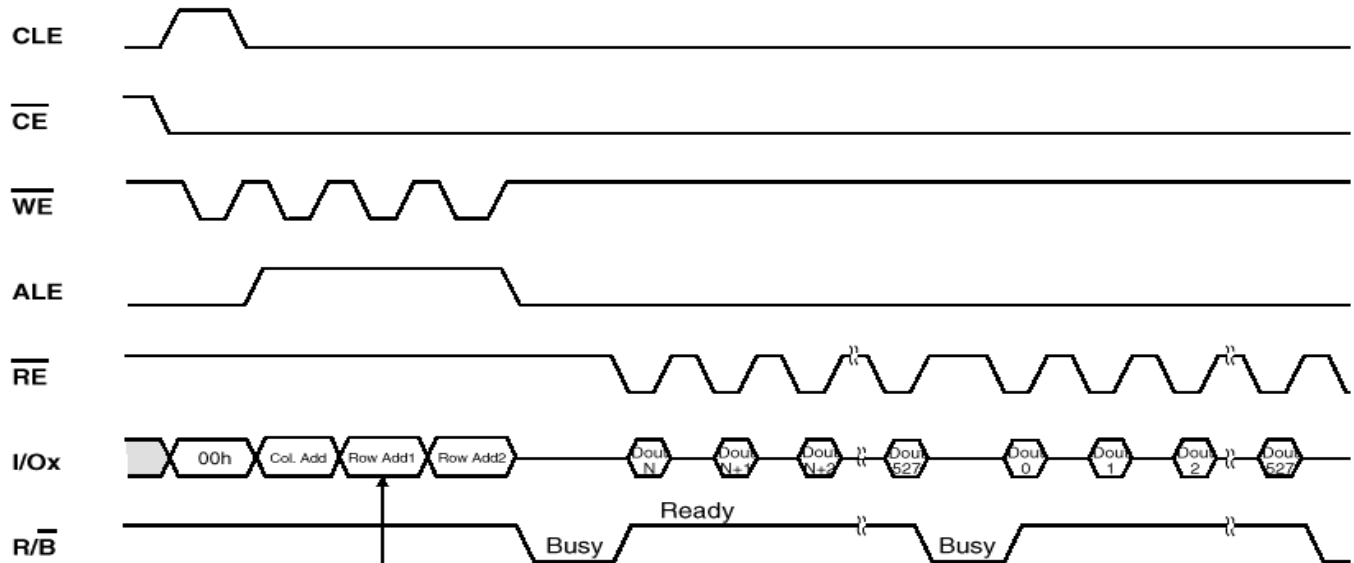 CLE
CE
WE
ALE
RE
I/Ox
00h
Col. Add
Row Add1
Row Add2
Dout
N
Dout
N+1
Dout
N+2
Dout
527
Dout
0
Dout
1
Dout
2
Dout
527
R/B
Busy
Ready
Busy